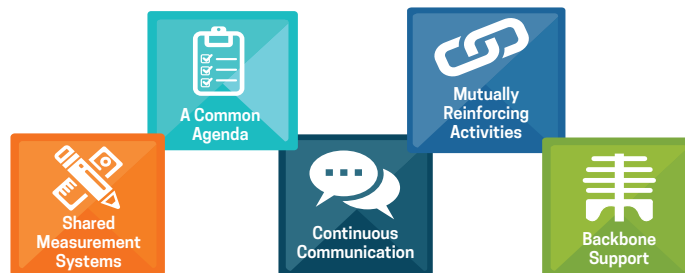 Shared
Measurement
Systems
A Common
Agenda
Continuous
Communication
Mutually
Reinforcing
Activities
Backbone
Support